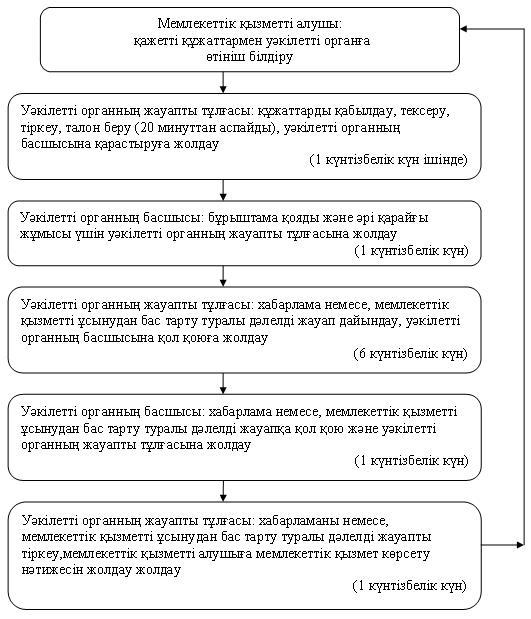 Мемлекеттік қызметті алушы:
қажетті құжаттармен уәкілетті органға
өтініш білдіру
Уәкілетті органның жауапты тұлғасы: құжаттарды қабылдау, тексеру,
тіркеу, талон беру (20 минуттан аспайды), уәкілетті органның
басшысына қарастыруға жолдау
(1 күнтізбелік күн ішінде)
Уәкілетті органның басшысы: бұрыштама қояды және әрі қарайғы
жұмысы үшін уәкілетті органның жауапты тұлғасына жолдау
(1 күнтізбелік күн)
Уәкілетті органның жауапты тұлғасы: хабарлама немесе, мемлекеттік
қызметті ұсынудан бас тарту туралы дәлелді жауап дайындау, уәкілетті
органның басшысына қол қоюға жолдау
(6 күнтізбелік күн)
Уәкілетті органның басшысы: хабарлама немесе, мемлекеттік қызметті
ұсынудан бас тарту туралы дәлелді жауапқа қол қою және уәкілетті
органның жауапты тұлғасына жолдау
(1 күнтізбелік күн)
Уәкілетті органның жауапты тұлғасы: хабарламаны немесе,
мемлекеттік қызметті ұсынудан бас тарту туралы дәлелді жауапты
тіркеу,мемлекеттік қызметті алушыға мемлекеттік қызмет көрсету
нәтижесін жолдау жолдау
(1 күнтізбелік күн)